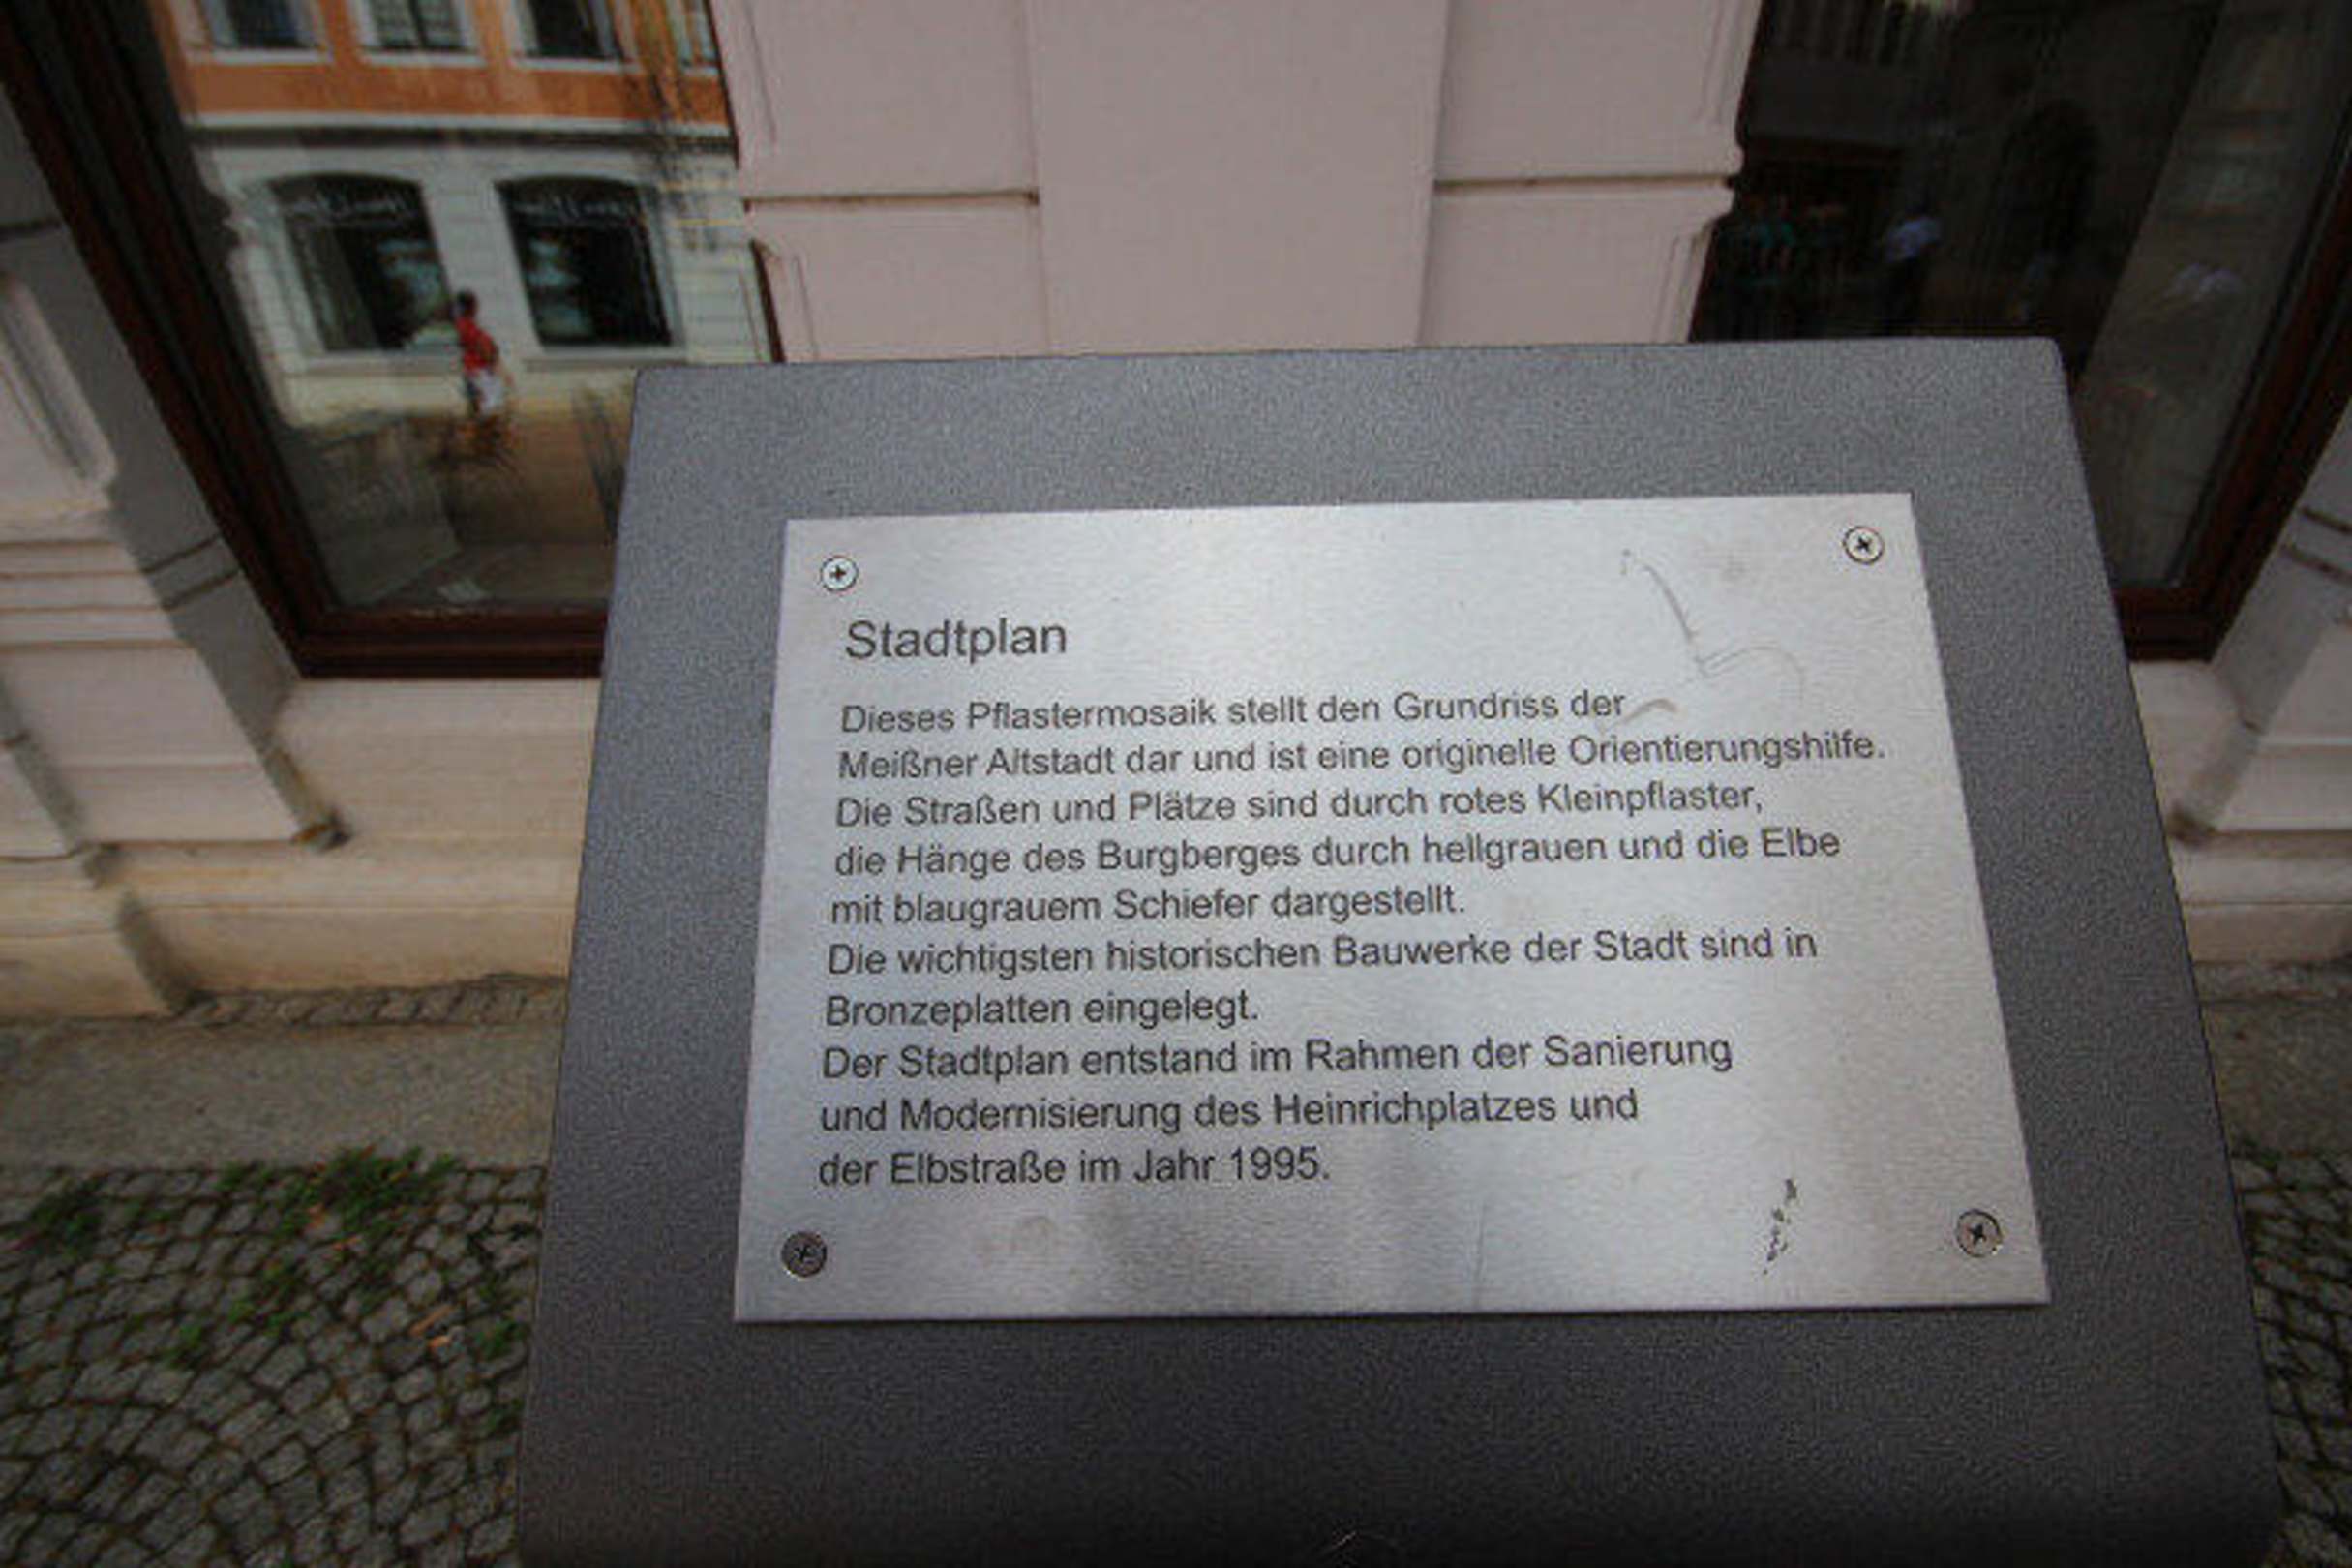 Stadtplan
Dieses Pflastermosaik stellt den Grundriss der
Meißner Altstadt dar und ist eine originelle Orientierungshilfe.
Die Straßen und Plätze sind durch rotes Kleinpflaster,
die Hänge des Burgberges durch hellgrauen und die Elbe
mit blaugrauem Schiefer dargestellt.
Die wichtigsten historischen Bauwerke der Stadt sind in
Bronzeplatten eingelegt.
Der Stadtplan entstand im Rahmen der Sanierung
und Modernisierung des Heinrichplatzes und
der Elbstraße im Jahr 1995.